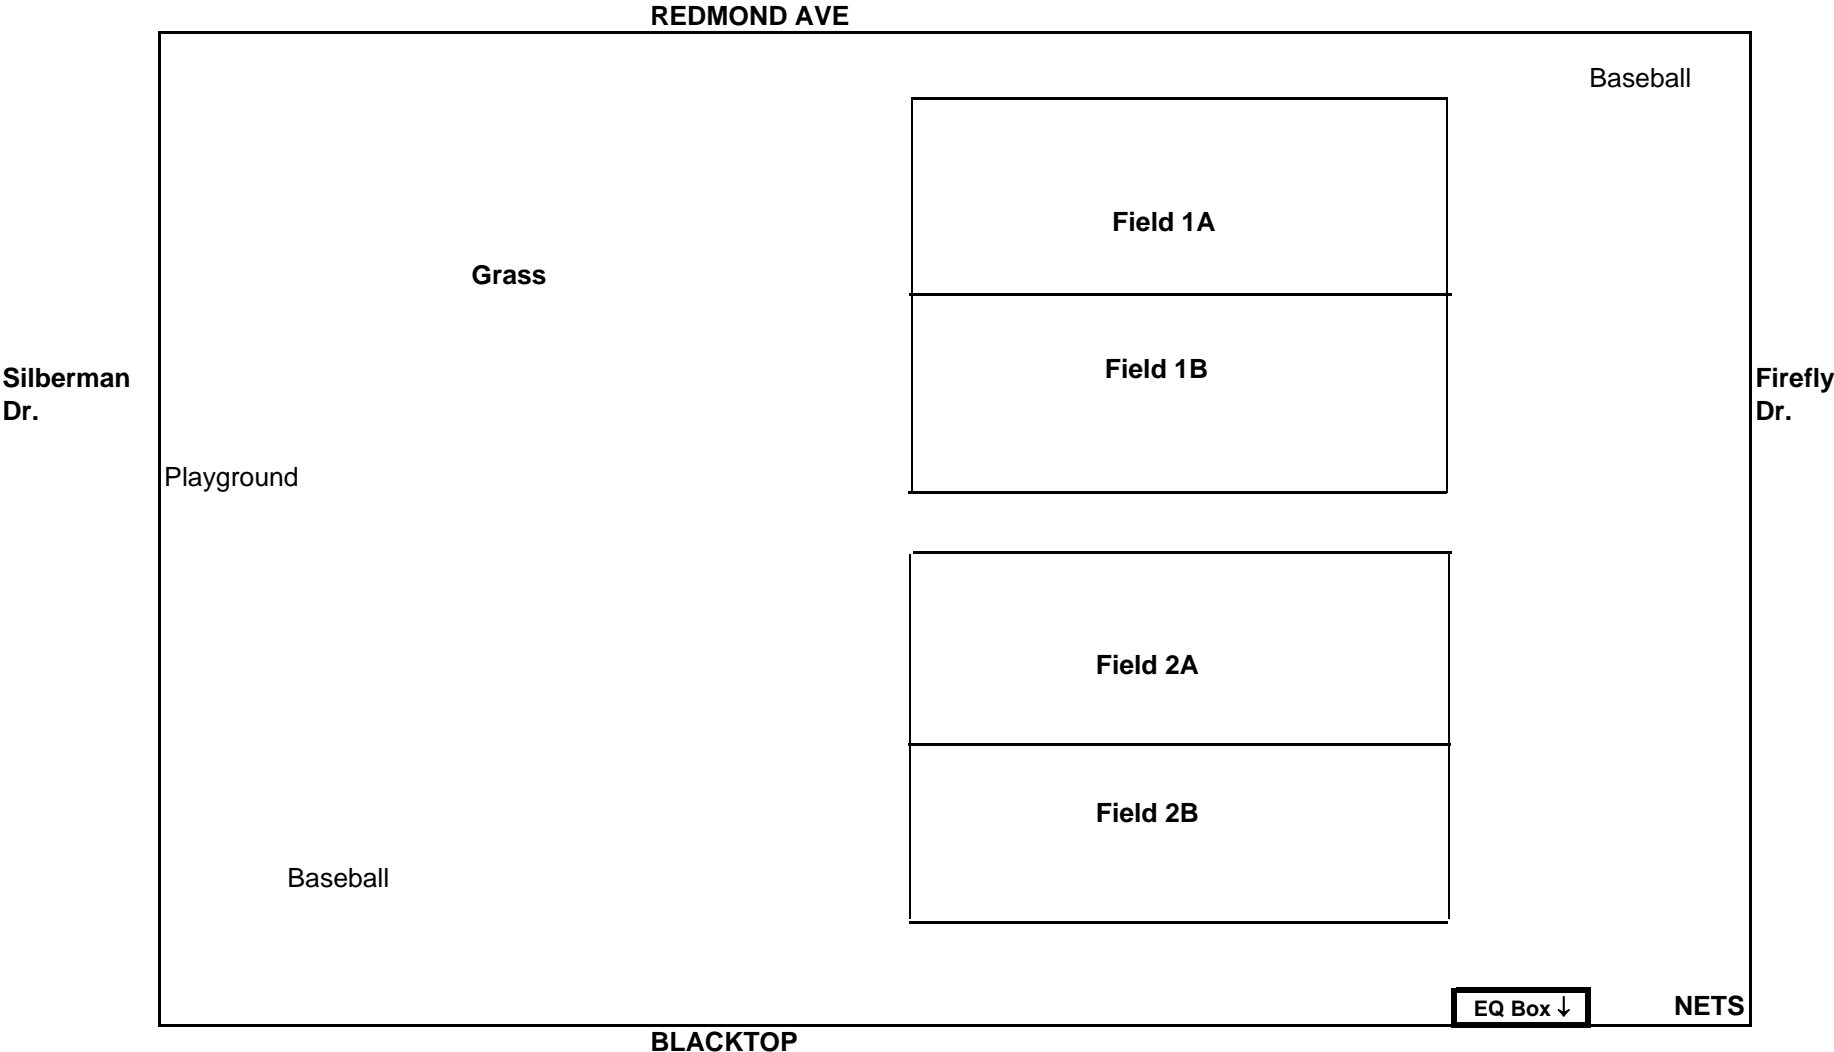 REDMOND AVE
Baseball
Field 1A
Grass
Field 1B
Silberman
Dr.
Firefly
Dr.
Playground
Field 2A
Field 2B
Baseball
EQ Box ↓
NETS
BLACKTOP